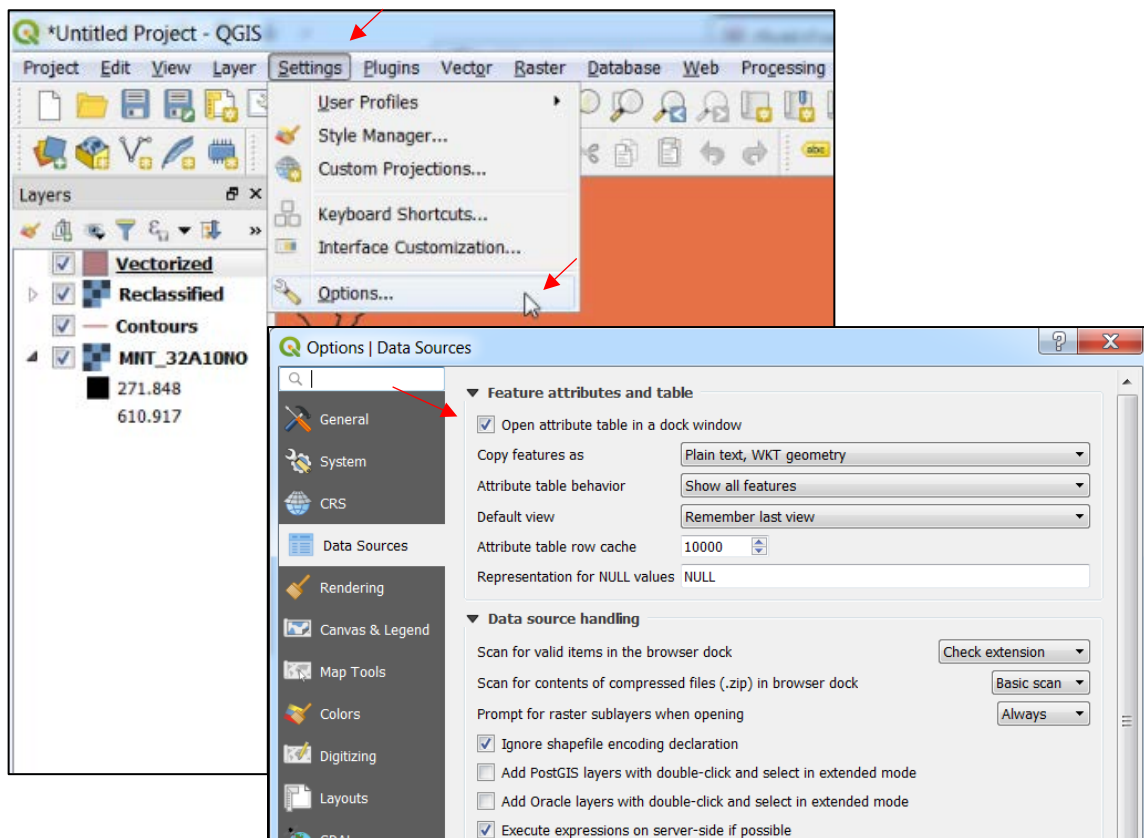 *Untitled Project - QGIS
Project Edit View Layer Settings Plugins Vector Raster Database Web Processing
User Profiles
Style Manager...
Custom Projections...
Keyboard Shortcuts...
Interface Customization...
Options...
abc
Layers
Vectorized
Reclassified
Contours
MNT_32A10NO
271.848
610.917
Options | Data Sources
General
System
CRS
Data Sources
Rendering
Canvas & Legend
Map Tools
Colors
Digitizing
Layouts
Feature attributes and table
Open attribute table in a dock window
Copy features as Plain text, WKT geometry
Attribute table behavior Show all features
Default view Remember last view
Attribute table row cache 10000
Representation for NULL values NULL
Data source handling
Scan for valid items in the browser dock Check extension
Scan for contents of compressed files (.zip) in browser dock Basic scan
Prompt for raster sublayers when opening Always
Ignore shapefile encoding declaration
Add PostGIS layers with double-click and select in extended mode
Add Oracle layers with double-click and select in extended mode
Execute expressions on server-side if possible